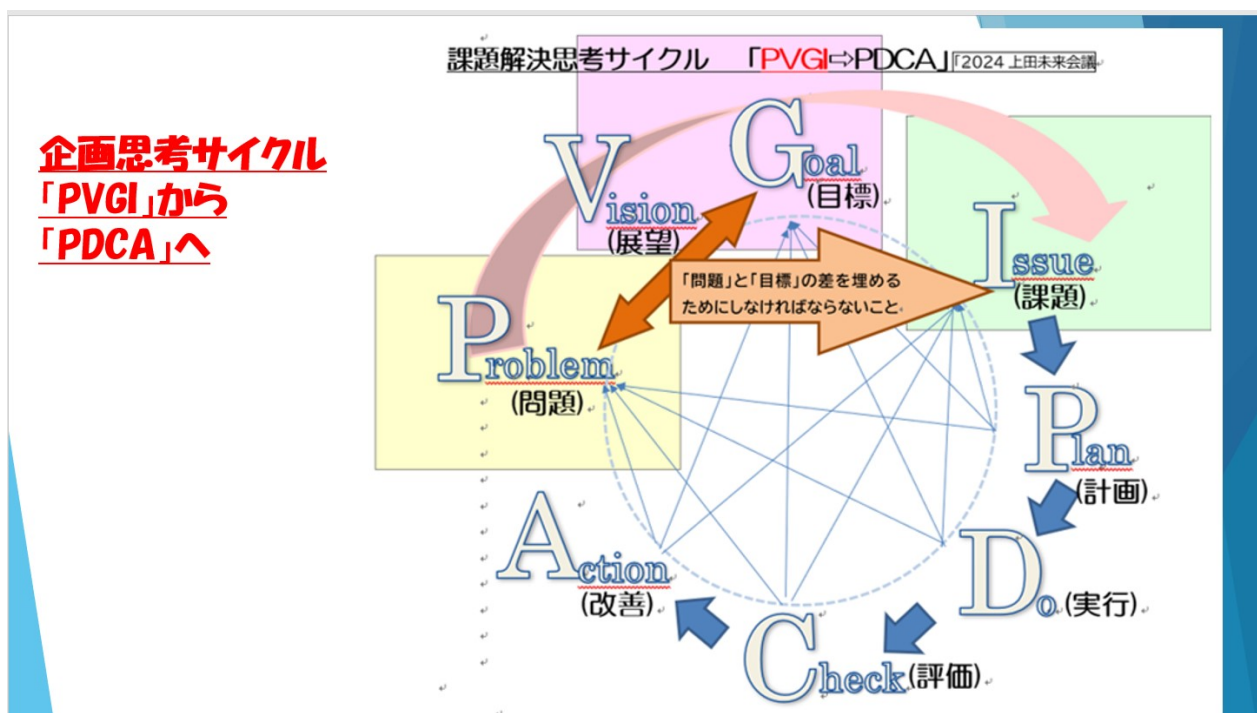 課題解決思考サイクル 「PVGI⇨PDCA」「2024 上田未来会議
企画思考サイクル
「PVGI」から
「PDCA」へ
Vision
(展望)
Goal
(目標)
Issue
(課題)
「問題」と「目標」の差を埋める
ためにしなければならないこと
Problem
(問題)
Plan
(計画)
Action
(改善)
Do(実行)
Check(評価)